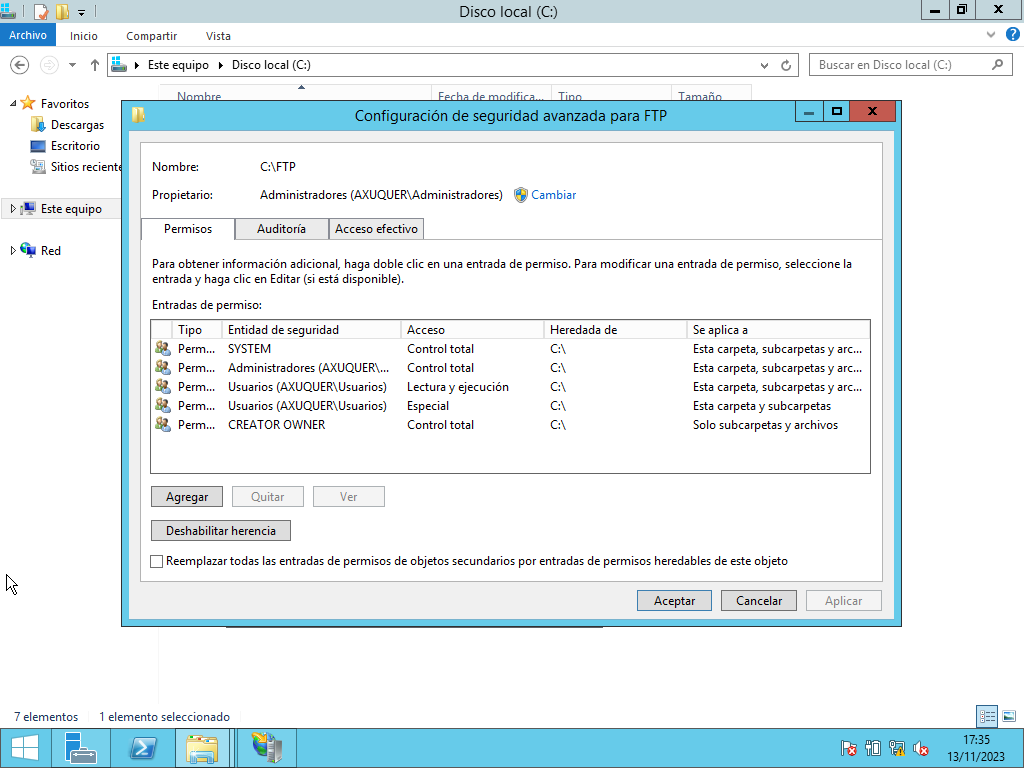 Disco local (C:)
Archivo Inicio Compartir Vista
Este equipo Disco local (C:) Buscar en Disco local (C:)
Nombre Fecha de modifica... Tipo Tamaño
Favoritos
Descargas
Escritorio
Sitios reciente
Este equipo
Red
Configuración de seguridad avanzada para FTP
Nombre: C:\FTP
Propietario: Administradores (AXUQUER\Administradores) Cambiar
Permisos Auditoría Acceso efectivo
Para obtener información adicional, haga doble clic en una entrada de permiso. Para modificar una entrada de permiso, seleccione la
entrada y haga clic en Editar (si está disponible).
Entradas de permiso:
Tipo Entidad de seguridad Acceso Heredada de Se aplica a
Perm... SYSTEM Control total C:\ Esta carpeta, subcarpetas y arc...
Perm... Administradores (AXUQUER\... Control total C:\ Esta carpeta, subcarpetas y arc...
Perm... Usuarios (AXUQUER\Usuarios) Lectura y ejecución C:\ Esta carpeta, subcarpetas y arc...
Perm... Usuarios (AXUQUER\Usuarios) Especial C:\ Esta carpeta y subcarpetas
Perm... CREATOR OWNER Control total C:\ Solo subcarpetas y archivos
Agregar Quitar Ver
Deshabilitar herencia
Reemplazar todas las entradas de permisos de objetos secundarios por entradas de permisos heredables de este objeto
Aceptar Cancelar Aplicar
7 elementos 1 elemento seleccionado
17:35
13/11/2023